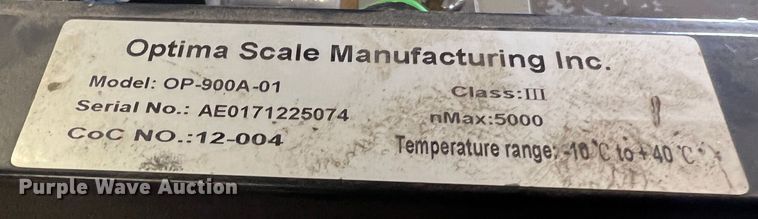 Optima Scale Manufacturing Inc.
Model: OP-900A-01
Class:III
Serial No.: AE0171225074
nMax:5000
CoC NO.:12-004
Temperature range: -10°C to + 40°C
Purple Wave Auction